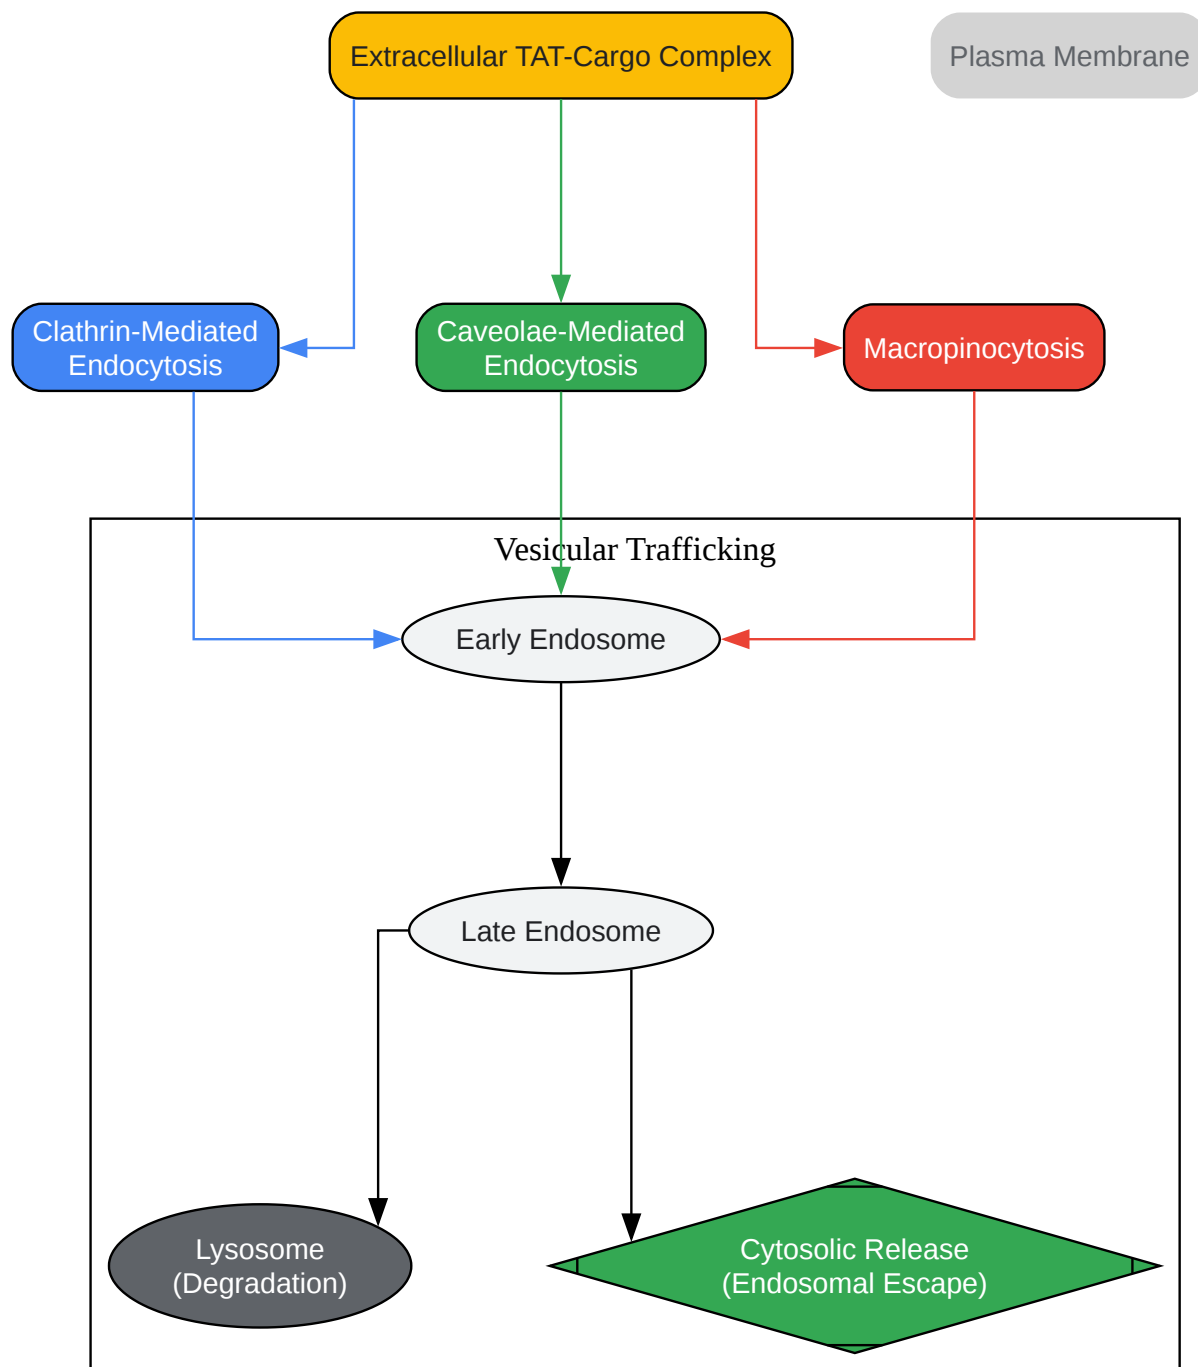 Extracellular TAT-Cargo Complex
Plasma Membrane
Clathrin-Mediated
Endocytosis
Caveolae-Mediated
Endocytosis
Macropinocytosis
Vesicular Trafficking
Early Endosome
Late Endosome
Lysosome
(Degradation)
Cytosolic Release
(Endosomal Escape)